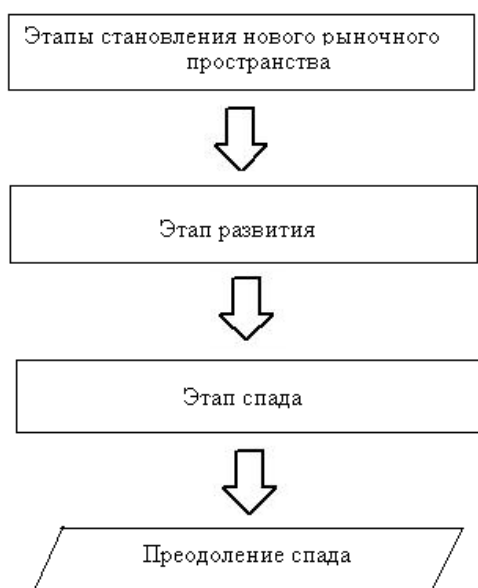 Этапы становления нового рыночного
пространства
Этап развития
Этап спада
Преодоление спада